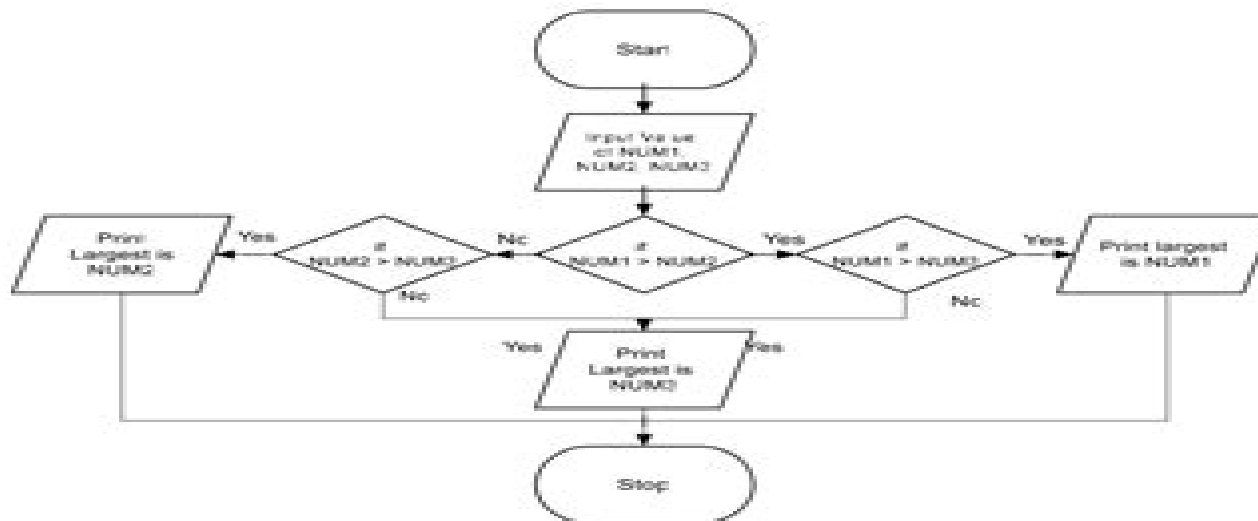 Start
Input Value
of NUM1,
NUM2, NUM3
Print
Largest is
NUM2
Yes
if
NUM2 > NUM3
No
if
NUM1 > NUM2
Yes
if
NUM1 > NUM3
Yes
Print largest
is NUM1
No
No
Yes
Print
Largest is
NUM3
Yes
Stop